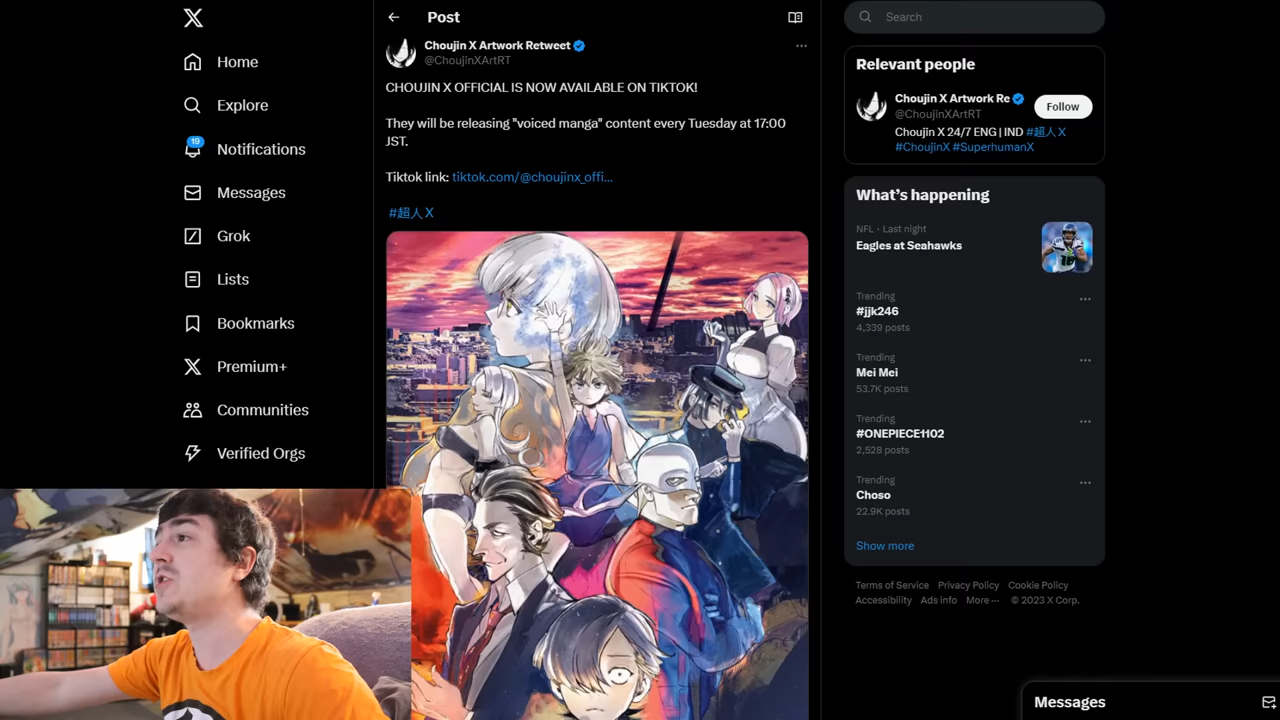 Home
Explore
19
Notifications
Messages
Grok
Lists
Bookmarks
Premium+
Communities
Verified Orgs
Post
Choujin X Artwork Retweet
@ChoujinXArtRT
CHOUJIN X OFFICIAL IS NOW AVAILABLE ON TIKTOK!
They will be releasing "voiced manga" content every Tuesday at 17:00
JST.
Tiktok link: tiktok.com/@choujinx_offi...
#超人X
Search
Relevant people
Choujin X Artwork Re
@ChoujinXArtRT
Follow
Choujin X 24/7 ENG | IND #超人X
#ChoujinX #SuperhumanX
What's happening
NFL · Last night
Eagles at Seahawks
Trending
#jjk246
4,339 posts
Trending
Mei Mei
53.7K posts
Trending
#ONEPIECE1102
2,528 posts
Trending
Choso
22.9K posts
Show more
Terms of Service Privacy Policy Cookie Policy
Accessibility Ads info More ··· © 2023 X Corp.
Messages